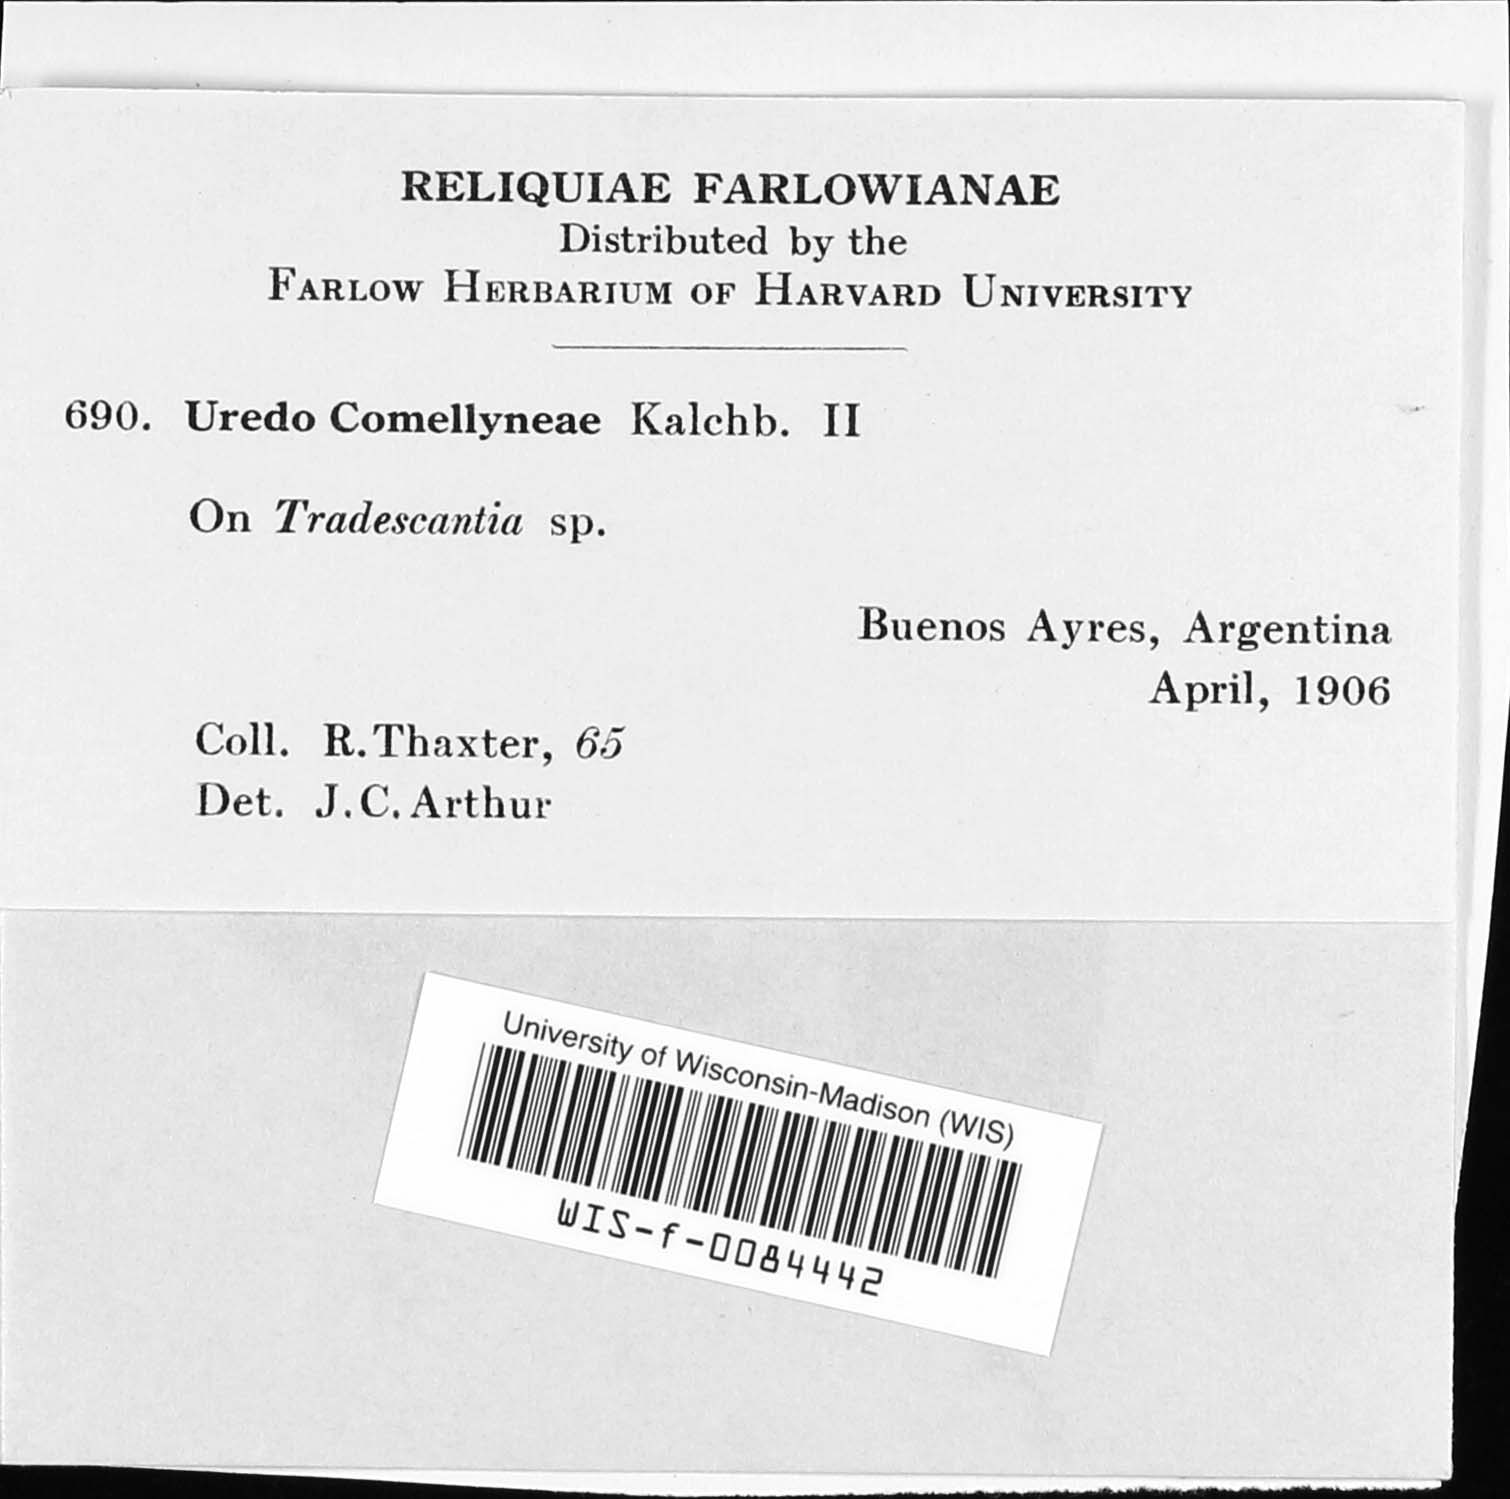 RELIQUIAE FARLOWIANAE
Distributed by the
FARLOW HERBARIUM OF HARVARD UNIVERSITY
690. Uredo Comellyneae Kalchb. II
On Tradescantia sp.
Buenos Ayres, Argentina
April, 1906
Coll. R. Thaxter, 65
Det. J. C. Arthur
University of Wisconsin-Madison (WIS)
WIS-f-0084442